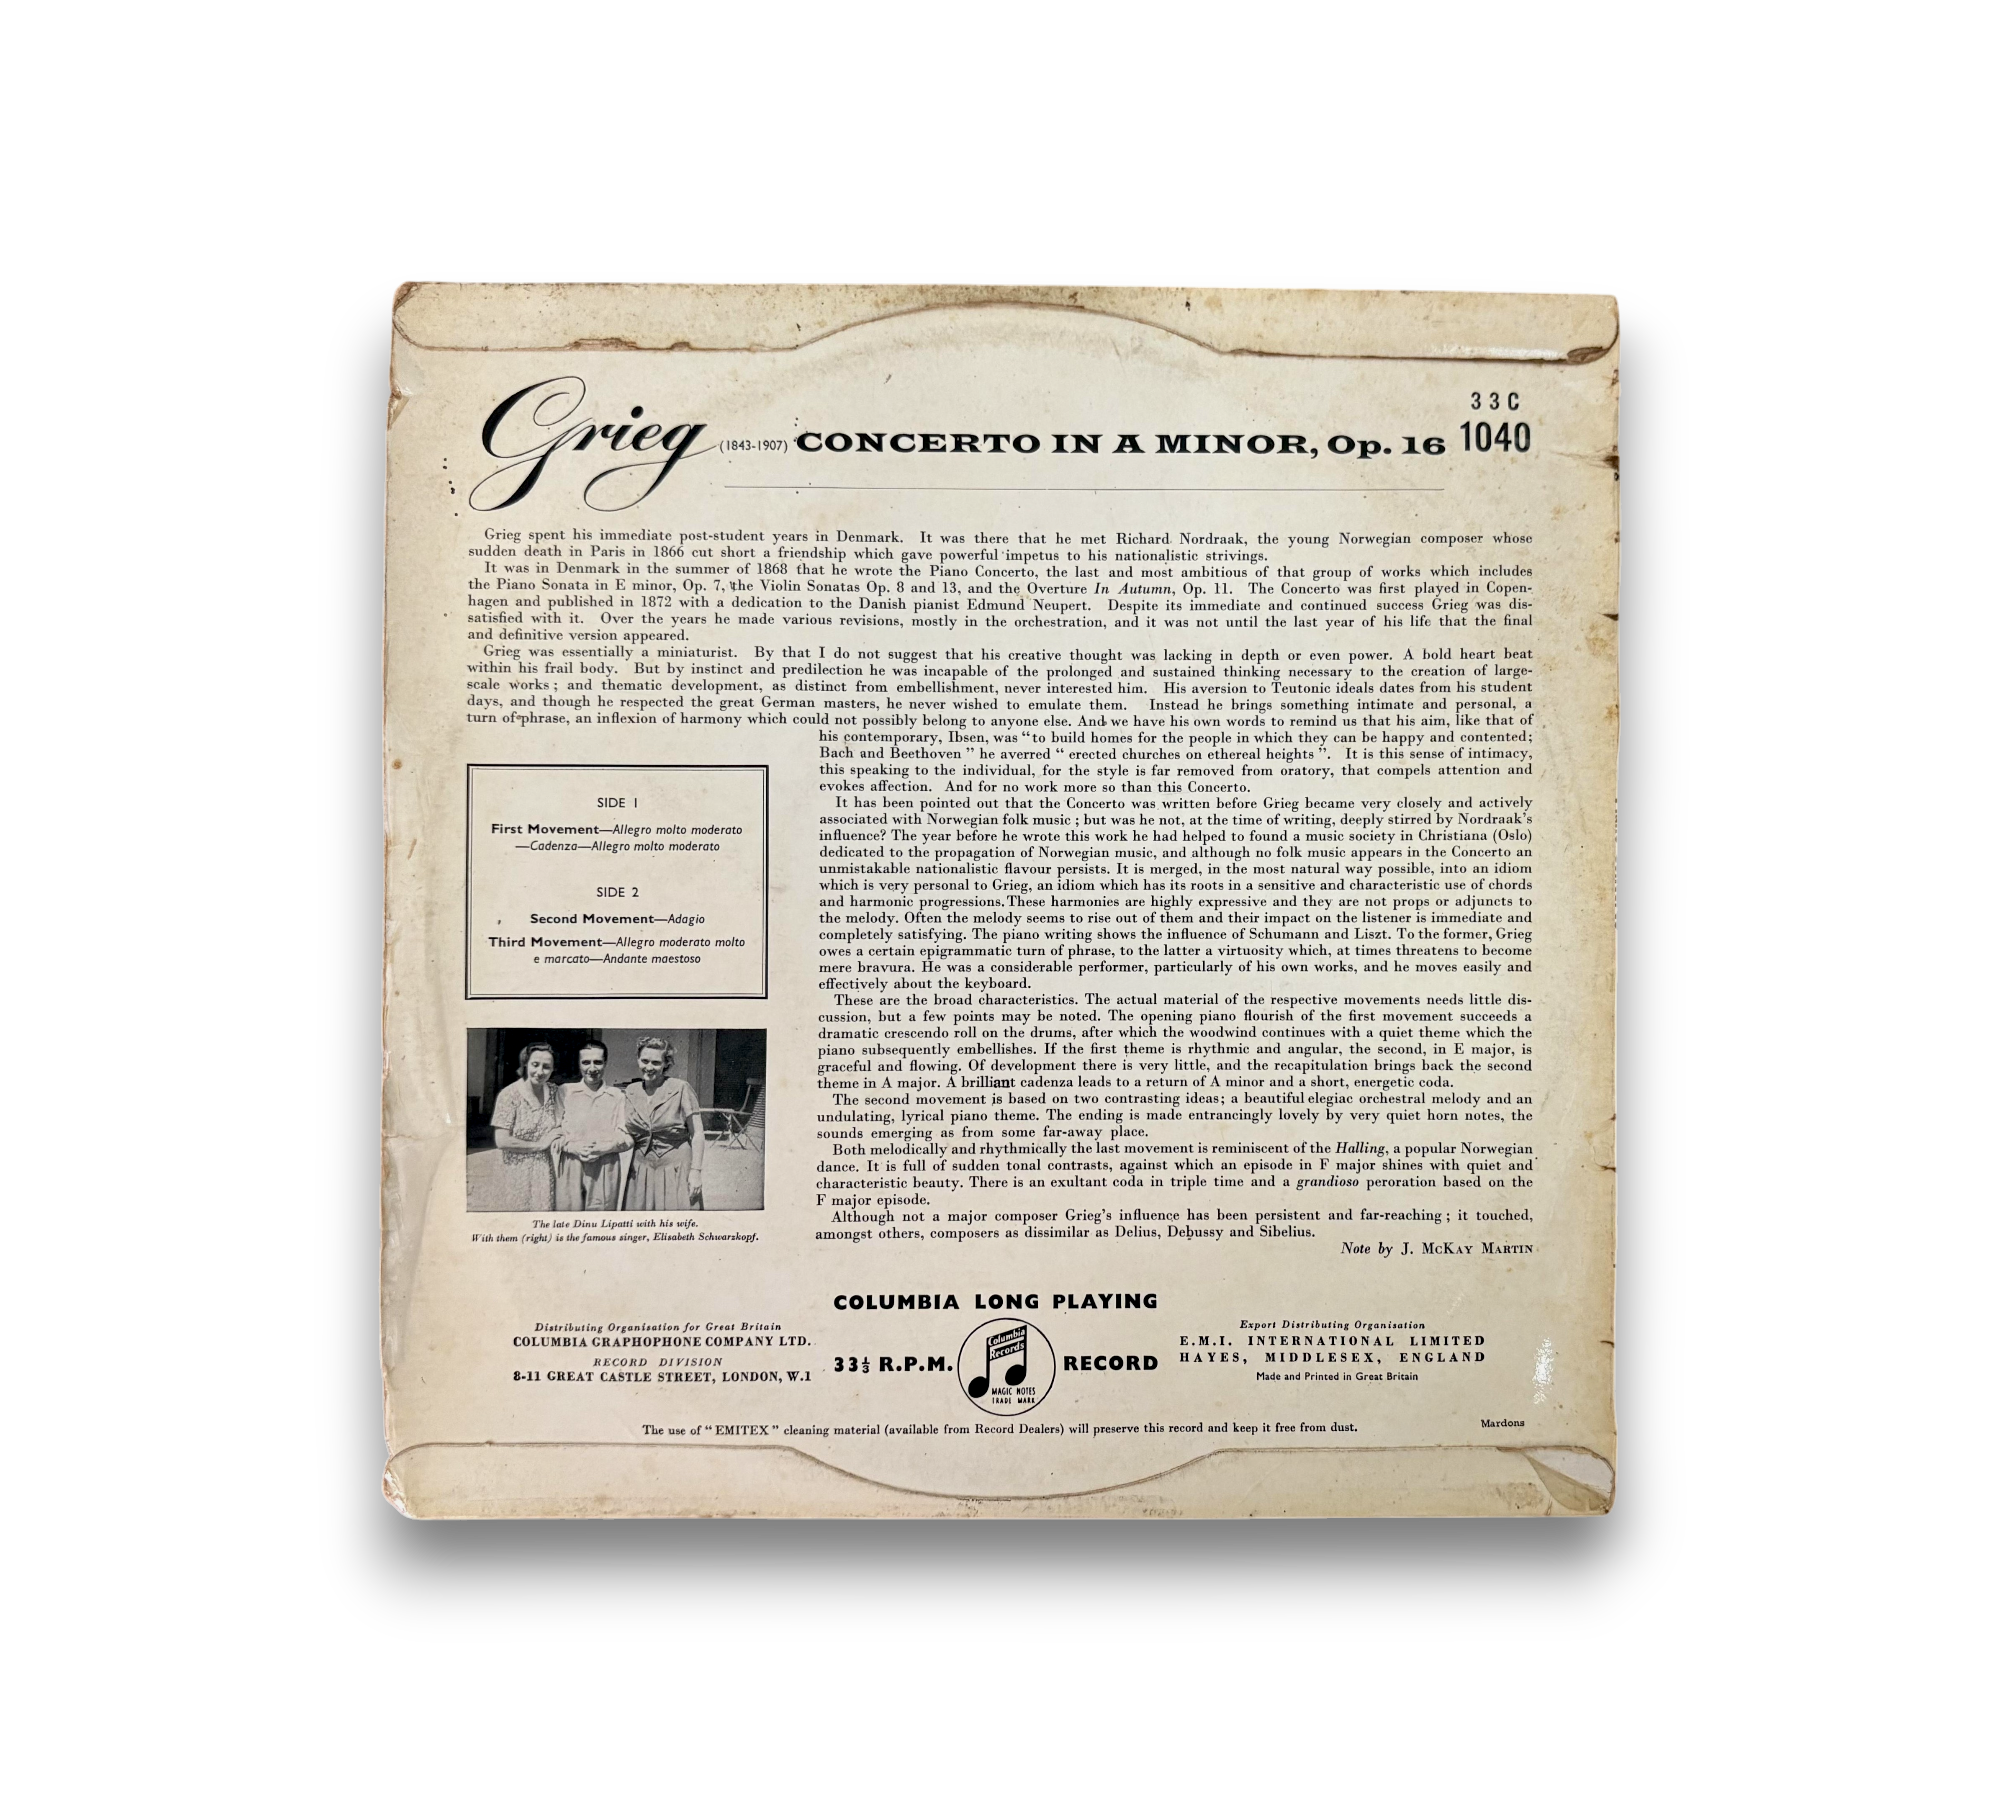 Grieg (1843-1907) CONCERTO IN A MINOR, Op. 16
33C
1040
Grieg spent his immediate post-student years in Denmark. It was there that he met Richard Nordraak, the young Norwegian composer whose
sudden death in Paris in 1866 cut short a friendship which gave powerful impetus to his nationalistic strivings.
It was in Denmark in the summer of 1868 that he wrote the Piano Concerto, the last and most ambitious of that group of works which includes
the Piano Sonata in E minor, Op. 7, the Violin Sonatas Op. 8 and 13, and the Overture In Autumn, Op. 11. The Concerto was first played in Copen-
hagen and published in 1872 with a dedication to the Danish pianist Edmund Neupert. Despite its immediate and continued success Grieg was dis-
satisfied with it. Over the years he made various revisions, mostly in the orchestration, and it was not until the last year of his life that the final
and definitive version appeared.
Grieg was essentially a miniaturist. By that I do not suggest that his creative thought was lacking in depth or even power. A bold heart beat
within his frail body. But by instinct and predilection he was incapable of the prolonged and sustained thinking necessary to the creation of large-
scale works ; and thematic development, as distinct from embellishment, never interested him. His aversion to Teutonic ideals dates from his student
days, and though he respected the great German masters, he never wished to emulate them. Instead he brings something intimate and personal, a
turn of phrase, an inflexion of harmony which could not possibly belong to anyone else. And we have his own words to remind us that his aim, like that of
his contemporary, Ibsen, was “to build homes for the people in which they can be happy and contented;
Bach and Beethoven ” he averred “ erected churches on ethereal heights ”. It is this sense of intimacy,
this speaking to the individual, for the style is far removed from oratory, that compels attention and
evokes affection. And for no work more so than this Concerto.
It has been pointed out that the Concerto was written before Grieg became very closely and actively
associated with Norwegian folk music ; but was he not, at the time of writing, deeply stirred by Nordraak’s
influence? The year before he wrote this work he had helped to found a music society in Christiana (Oslo)
dedicated to the propagation of Norwegian music, and although no folk music appears in the Concerto an
unmistakable nationalistic flavour persists. It is merged, in the most natural way possible, into an idiom
which is very personal to Grieg, an idiom which has its roots in a sensitive and characteristic use of chords
and harmonic progressions. These harmonies are highly expressive and they are not props or adjuncts to
the melody. Often the melody seems to rise out of them and their impact on the listener is immediate and
completely satisfying. The piano writing shows the influence of Schumann and Liszt. To the former, Grieg
owes a certain epigrammatic turn of phrase, to the latter a virtuosity which, at times threatens to become
mere bravura. He was a considerable performer, particularly of his own works, and he moves easily and
effectively about the keyboard.
These are the broad characteristics. The actual material of the respective movements needs little dis-
cussion, but a few points may be noted. The opening piano flourish of the first movement succeeds a
dramatic crescendo roll on the drums, after which the woodwind continues with a quiet theme which the
piano subsequently embellishes. If the first theme is rhythmic and angular, the second, in E major, is
graceful and flowing. Of development there is very little, and the recapitulation brings back the second
theme in A major. A brilliant cadenza leads to a return of A minor and a short, energetic coda.
The second movement is based on two contrasting ideas; a beautiful elegiac orchestral melody and an
undulating, lyrical piano theme. The ending is made entrancingly lovely by very quiet horn notes, the
sounds emerging as from some far-away place.
Both melodically and rhythmically the last movement is reminiscent of the Halling, a popular Norwegian
dance. It is full of sudden tonal contrasts, against which an episode in F major shines with quiet and
characteristic beauty. There is an exultant coda in triple time and a grandioso peroration based on the
F major episode.
Although not a major composer Grieg’s influence has been persistent and far-reaching ; it touched,
amongst others, composers as dissimilar as Delius, Debussy and Sibelius.
Note by J. McKay Martin
SIDE 1
First Movement—Allegro molto moderato
—Cadenza—Allegro molto moderato
SIDE 2
Second Movement—Adagio
Third Movement—Allegro moderato molto
e marcato—Andante maestoso
The late Dinu Lipatti with his wife.
With them (right) is the famous singer, Elisabeth Schwarzkopf.
COLUMBIA LONG PLAYING
33⅓ R.P.M.
Columbia
Records
MAGIC NOTES
TRADE MARK
RECORD
Distributing Organisation for Great Britain
COLUMBIA GRAPHOPHONE COMPANY LTD.
RECORD DIVISION
8-11 GREAT CASTLE STREET, LONDON, W.1
Export Distributing Organisation
E.M.I. INTERNATIONAL LIMITED
HAYES, MIDDLESEX, ENGLAND
Made and Printed in Great Britain
The use of “ EMITEX ” cleaning material (available from Record Dealers) will preserve this record and keep it free from dust.
Mardons